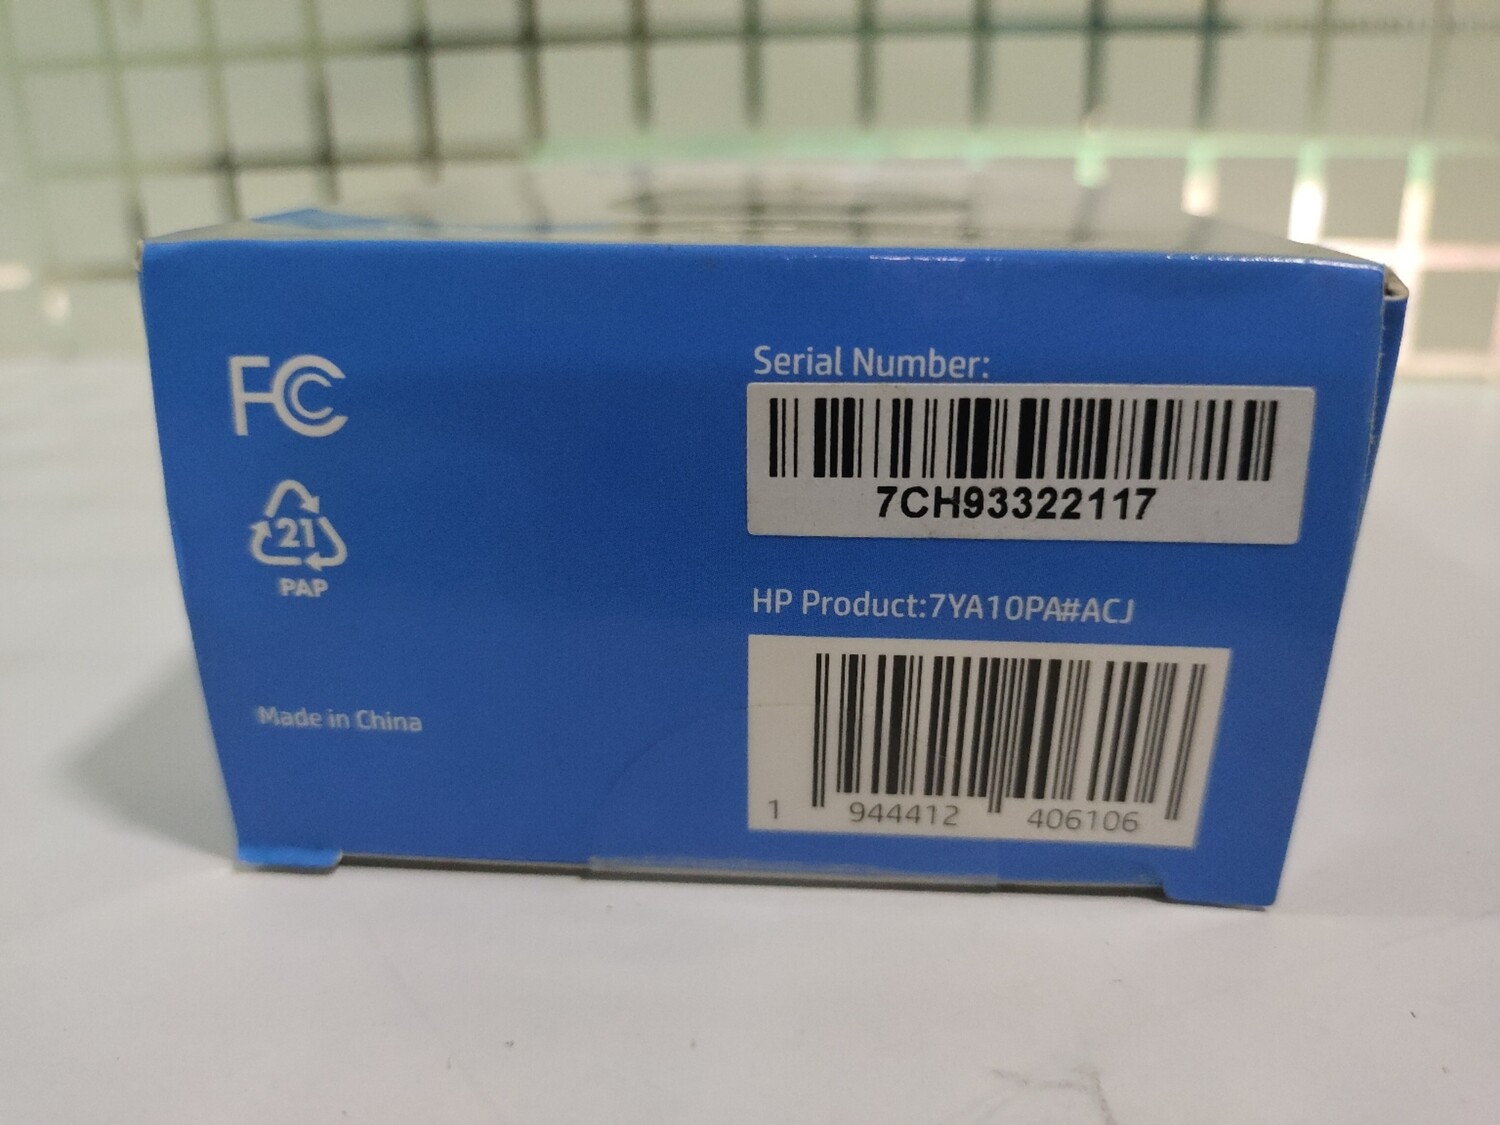 FC
21
PAP
Made in China
Serial Number:
7CH93322117
HP Product:7YA10PA#ACJ
1 944412 406106